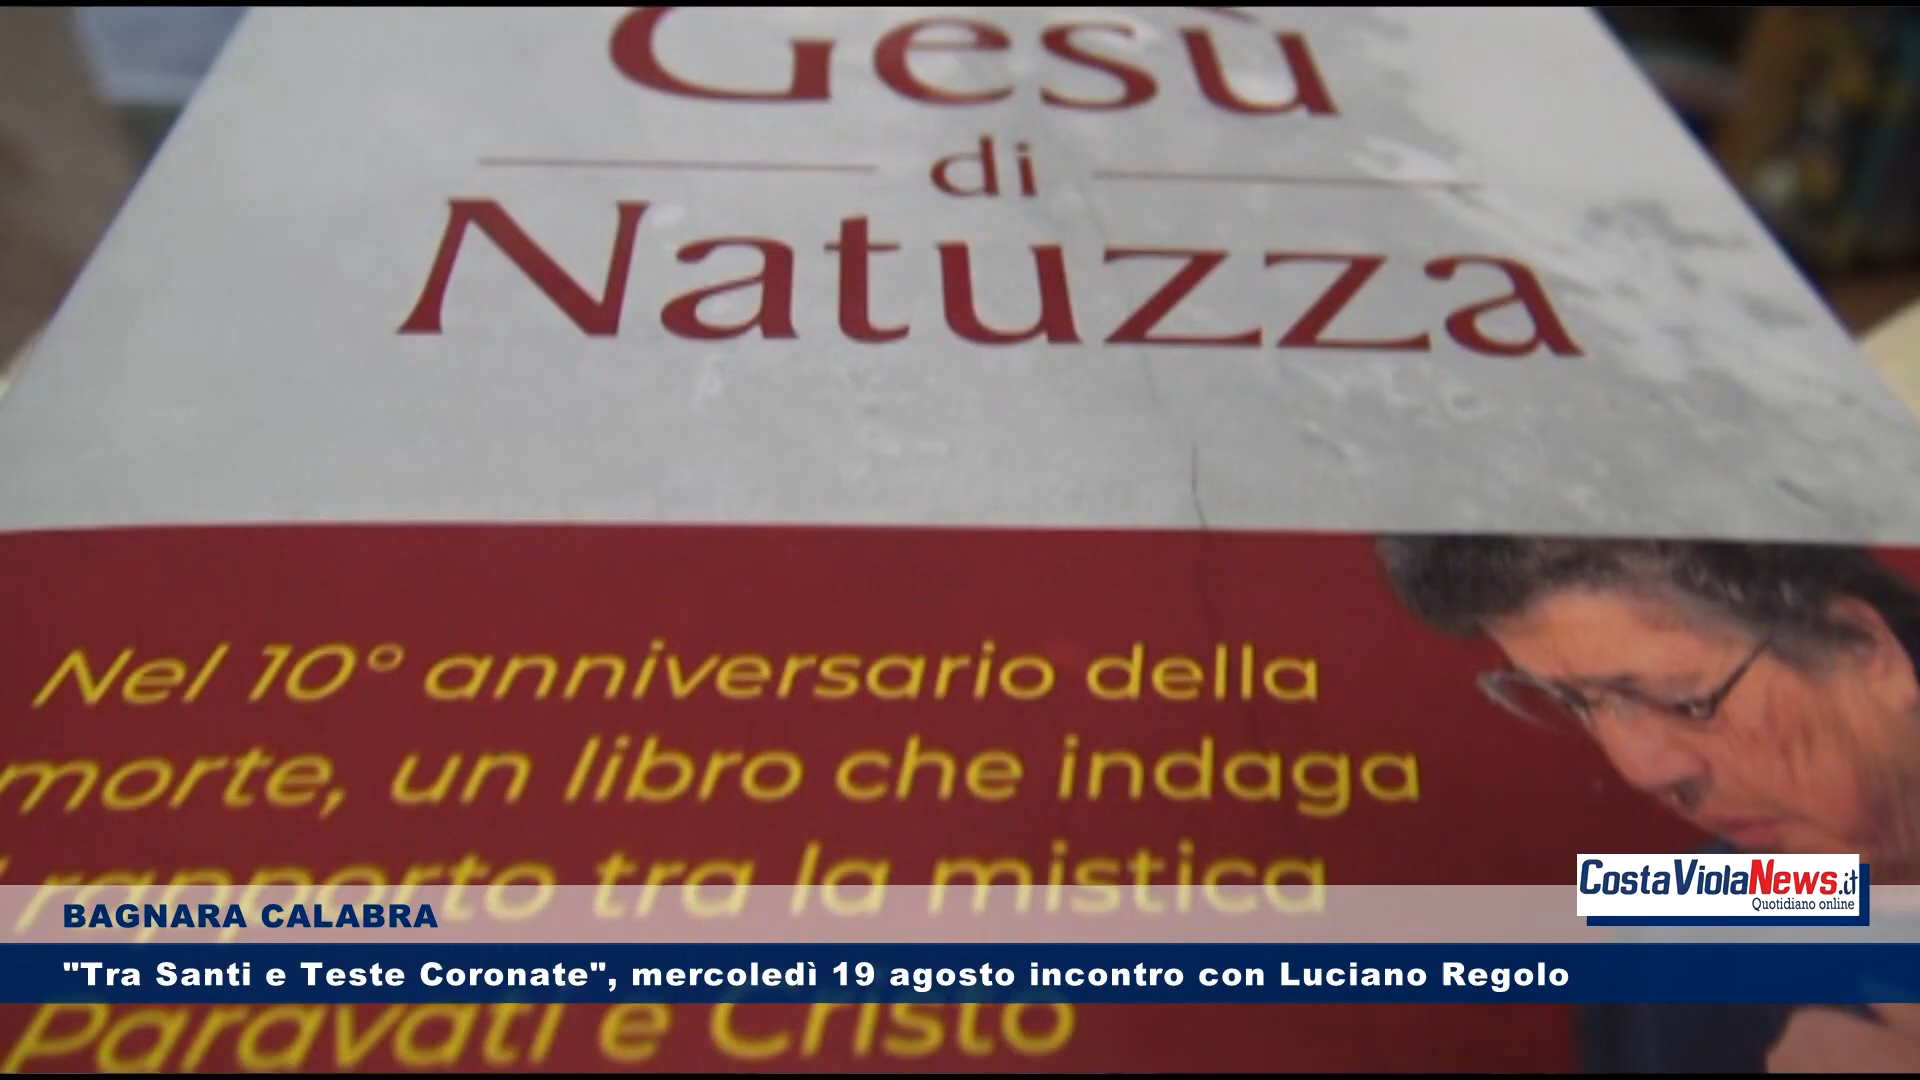 Gesù
di
Natuzza
Nel 10° anniversario della
morte, un libro che indaga
rapporto tra la mistica
BAGNARA CALABRA
CostaViolaNews.it
Quotidiano online
"Tra Santi e Teste Coronate", mercoledì 19 agosto incontro con Luciano Regolo
Paravati e Cristo